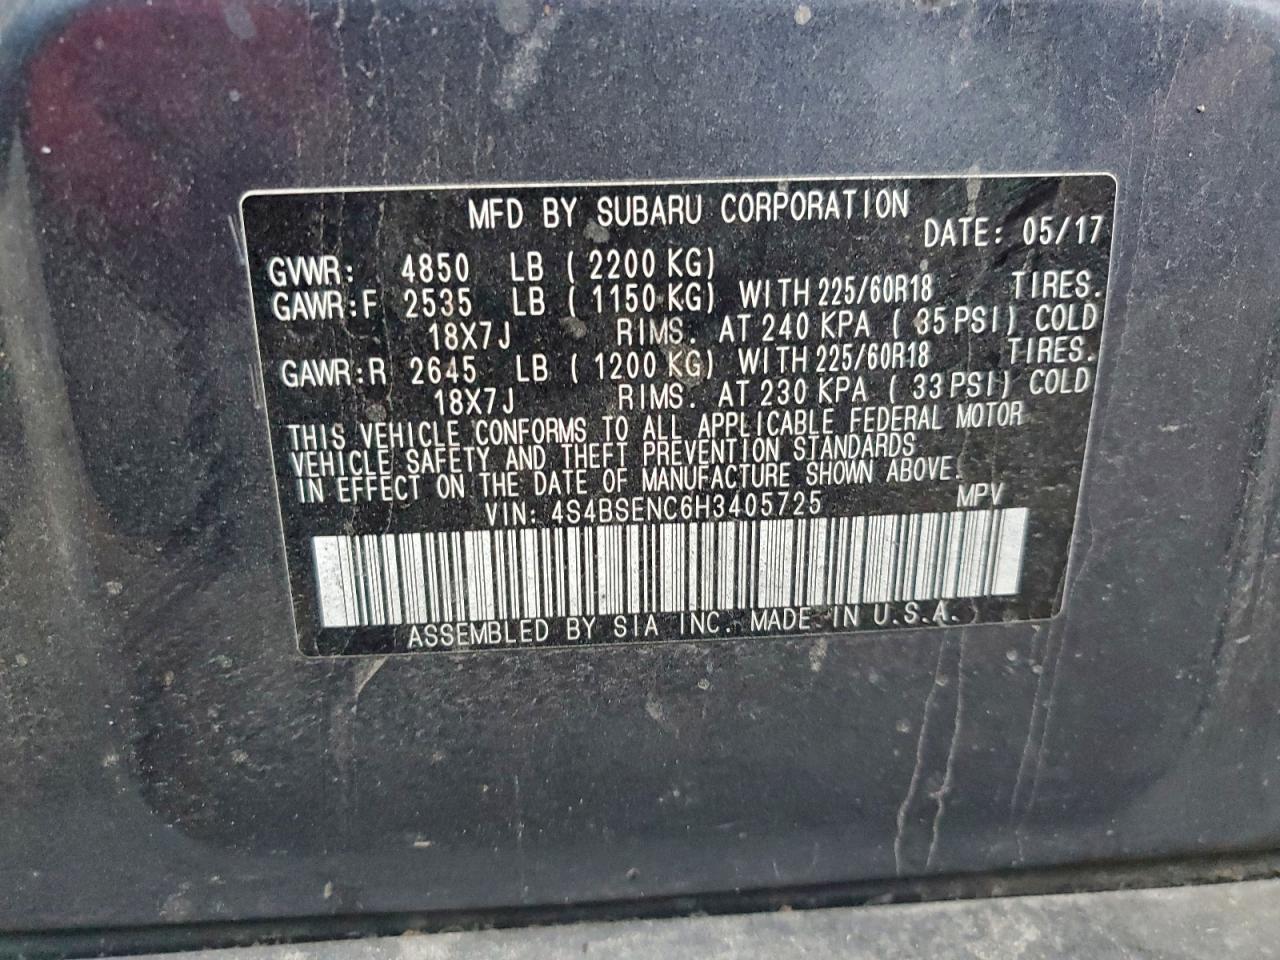 MFD BY SUBARU CORPORATION
DATE: 05/17
GVWR: 4850 LB (2200 KG)
GAWR:F 2535 LB (1150 KG) WITH 225/60R18 TIRES.
18X7J RIMS. AT 240 KPA (35 PSI) COLD
GAWR:R 2645 LB (1200 KG) WITH 225/60R18 TIRES.
18X7J RIMS. AT 230 KPA (33 PSI) COLD
THIS VEHICLE CONFORMS TO ALL APPLICABLE FEDERAL MOTOR
VEHICLE SAFETY AND THEFT PREVENTION STANDARDS
IN EFFECT ON THE DATE OF MANUFACTURE SHOWN ABOVE.
VIN: 4S4BSENC6H3405725 MPV
ASSEMBLED BY SIA INC. MADE IN U.S.A.